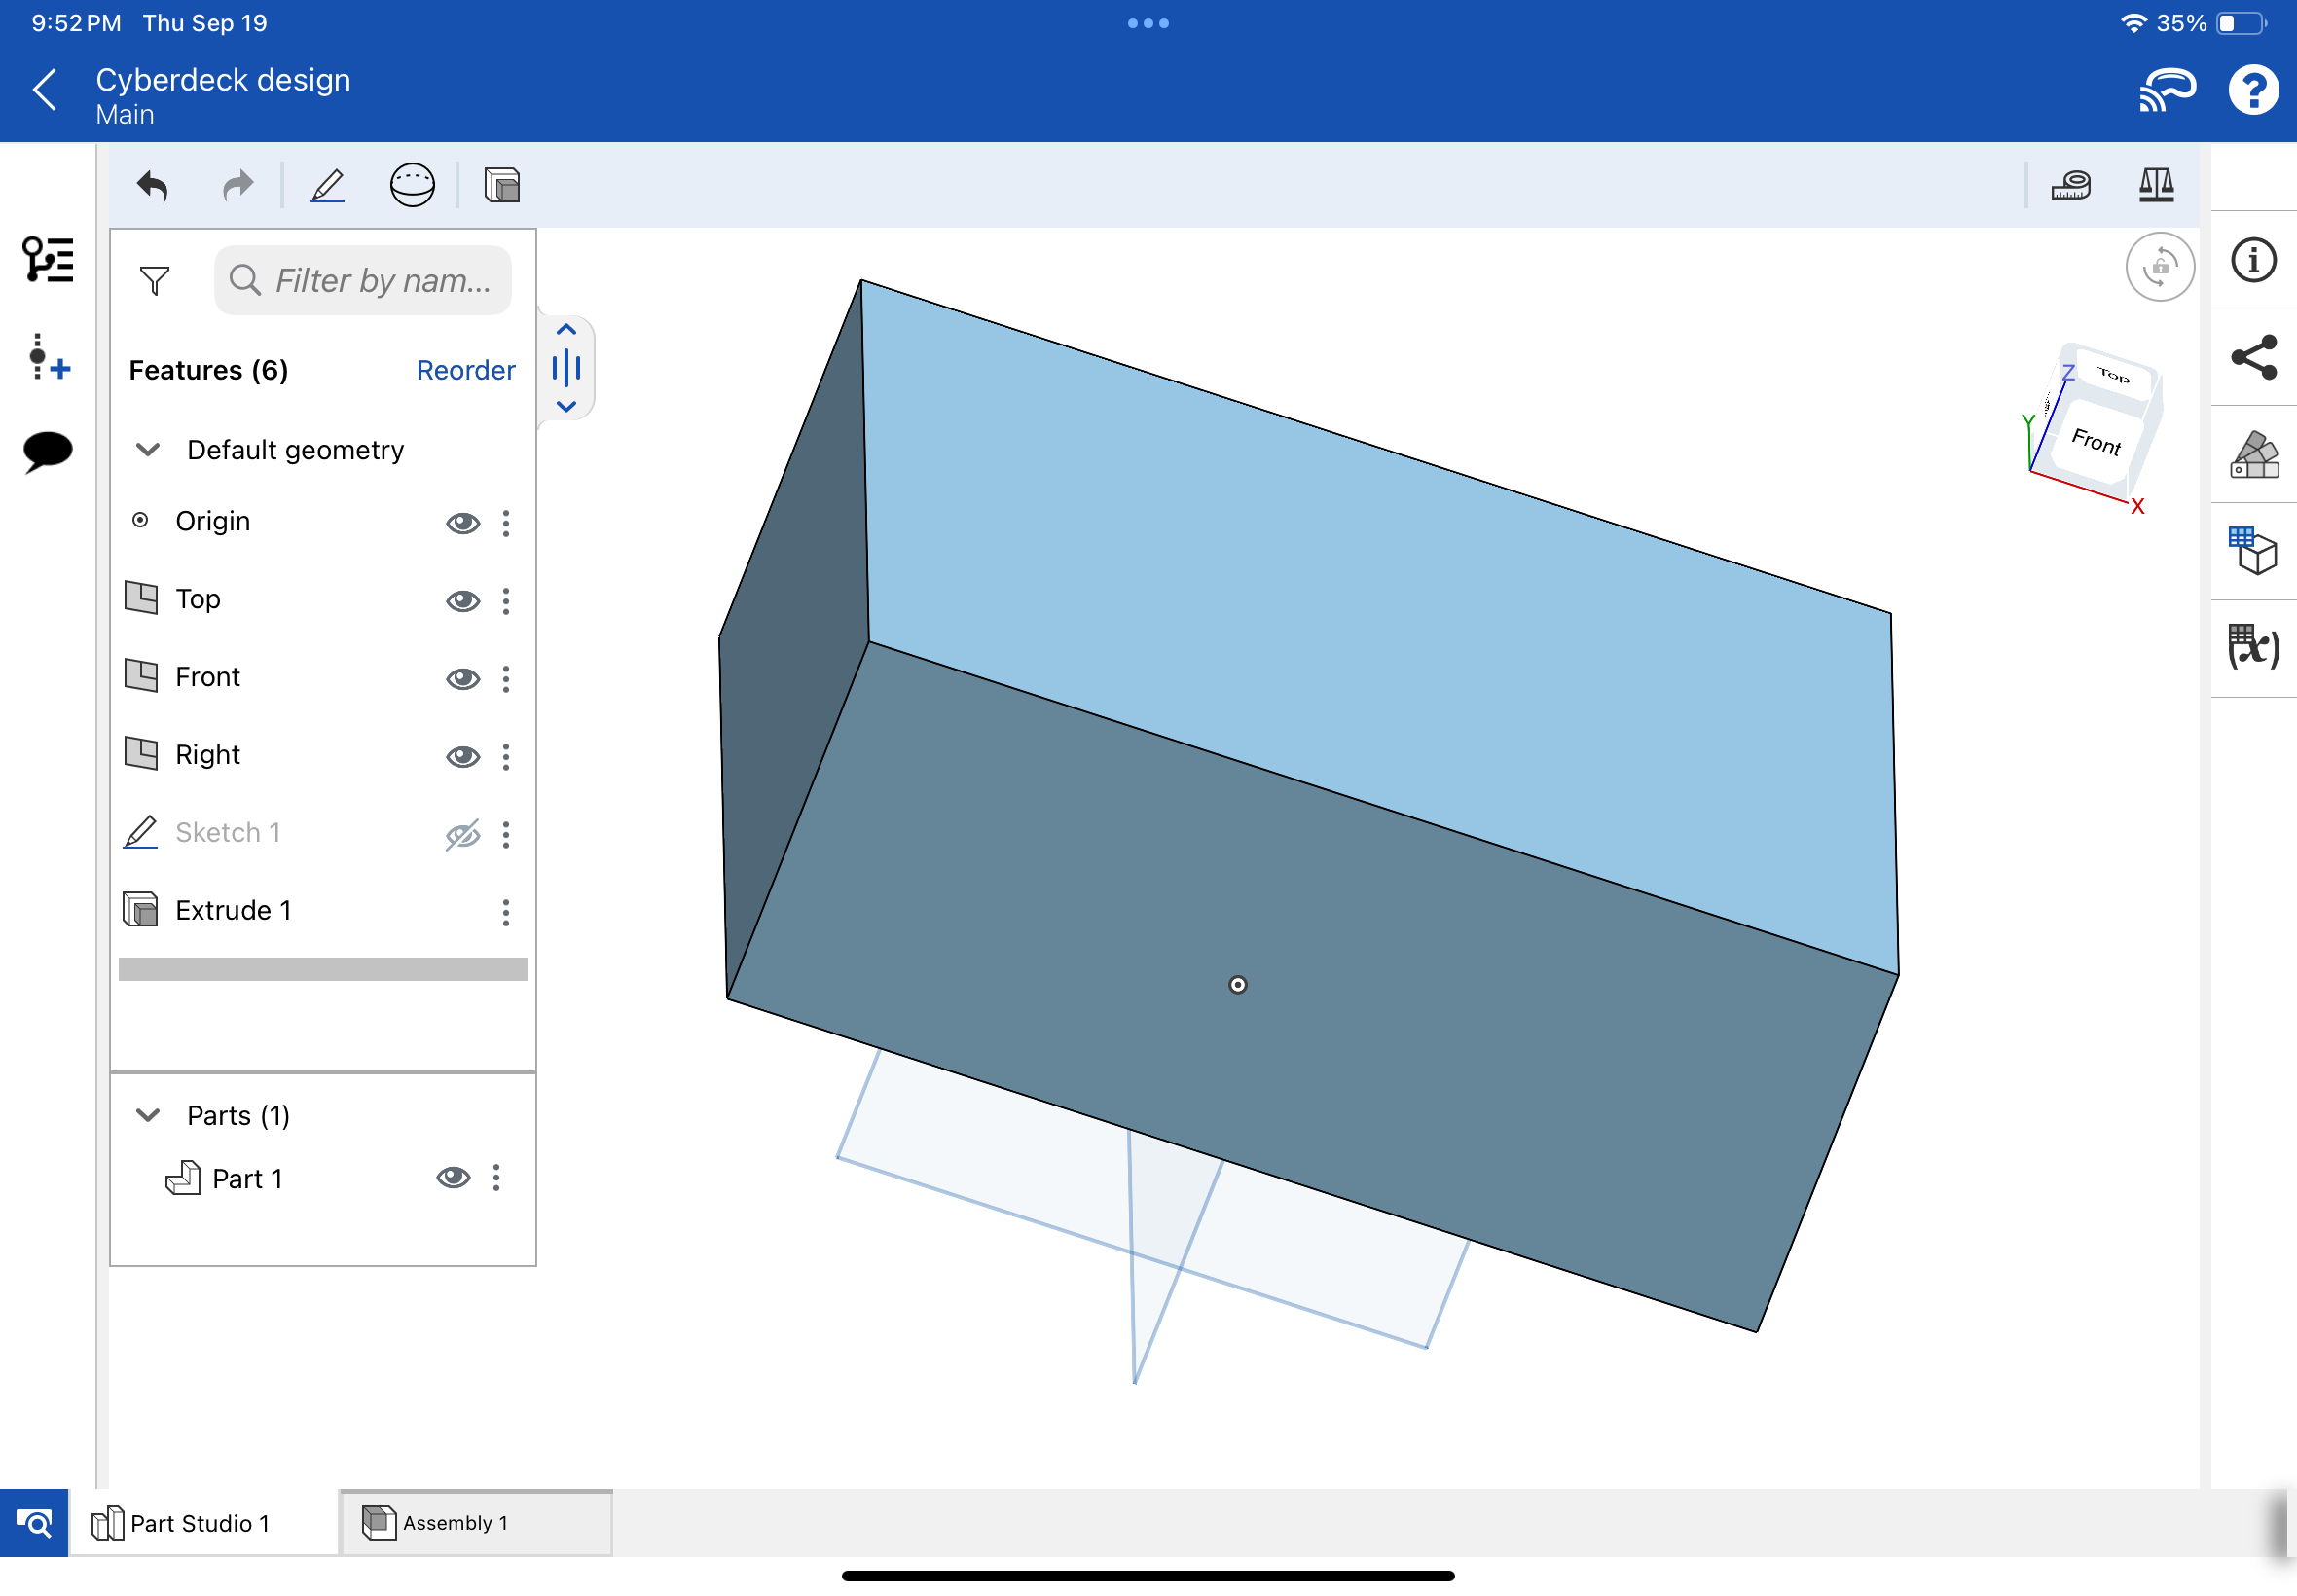 9:52 PM Thu Sep 19
35%
Cyberdeck design
Main
Filter by nam...
Features (6)
Reorder
Default geometry
Origin
Top
Front
Right
Sketch 1
Extrude 1
Parts (1)
Part 1
Z
Top
Y
Front
X
(x)
Part Studio 1
Assembly 1